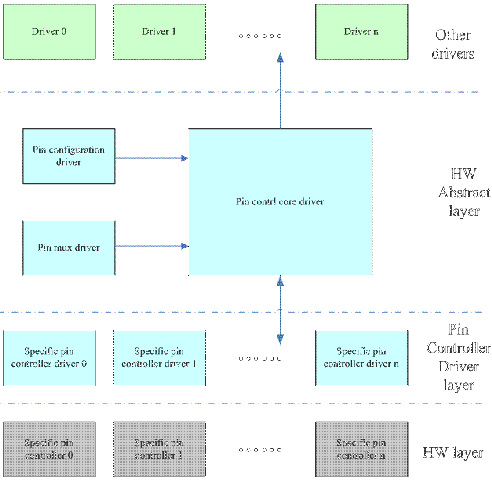 Driver 0
Driver 1
Driver n
Other
drivers
Pin configuration
driver
Pin mux driver
Pin contrl core driver
HW
Abstract
layer
Specific pin
controller driver 0
Specific pin
controller driver 1
Specific pin
controller driver n
Pin
Controller
Driver
layer
Specific pin
controller 0
Specific pin
controller 1
Specific pin
controller n
HW layer